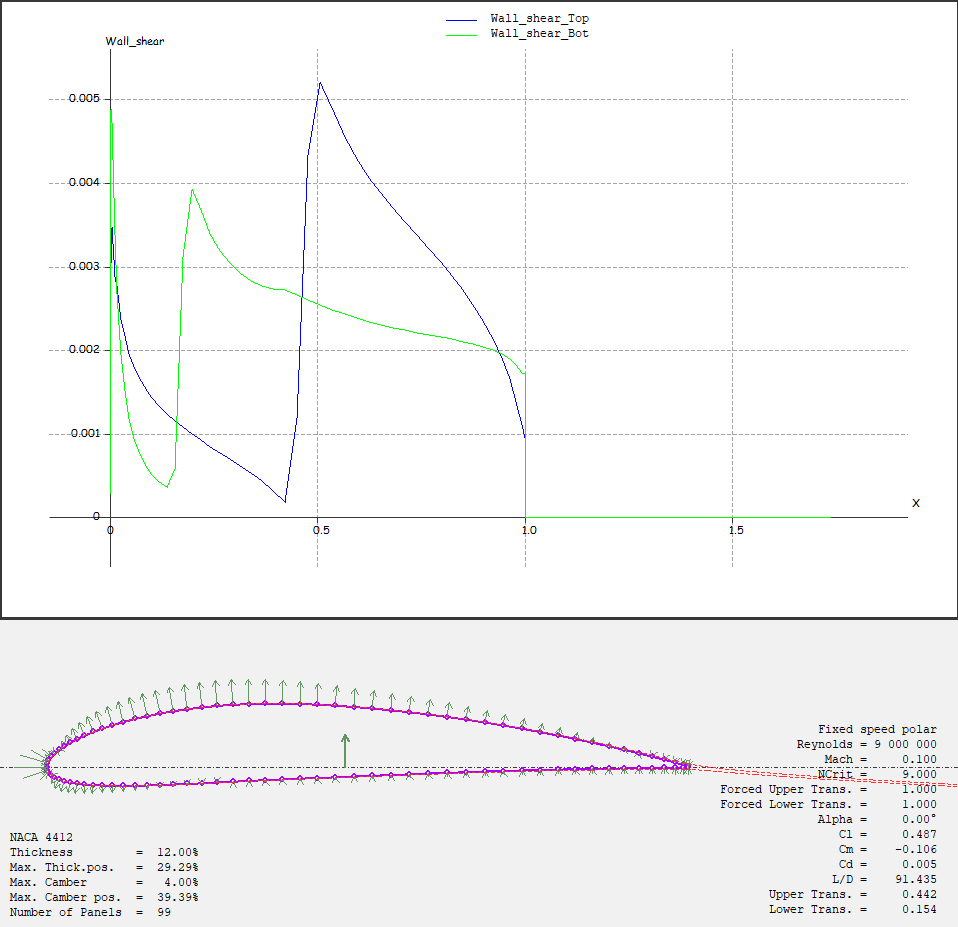 Wall_shear_Top
Wall_shear_Bot
Wall_shear
0.005
0.004
0.003
0.002
0.001
0
X
0 0.5 1.0 1.5
Fixed speed polar
Reynolds = 9 000 000
Mach = 0.100
NCrit = 9.000
Forced Upper Trans. = 1.000
Forced Lower Trans. = 1.000
Alpha = 0.00°
Cl = 0.487
Cm = -0.106
Cd = 0.005
L/D = 91.435
Upper Trans. = 0.442
Lower Trans. = 0.154
NACA 4412
Thickness = 12.00%
Max. Thick.pos. = 29.29%
Max. Camber = 4.00%
Max. Camber pos. = 39.39%
Number of Panels = 99